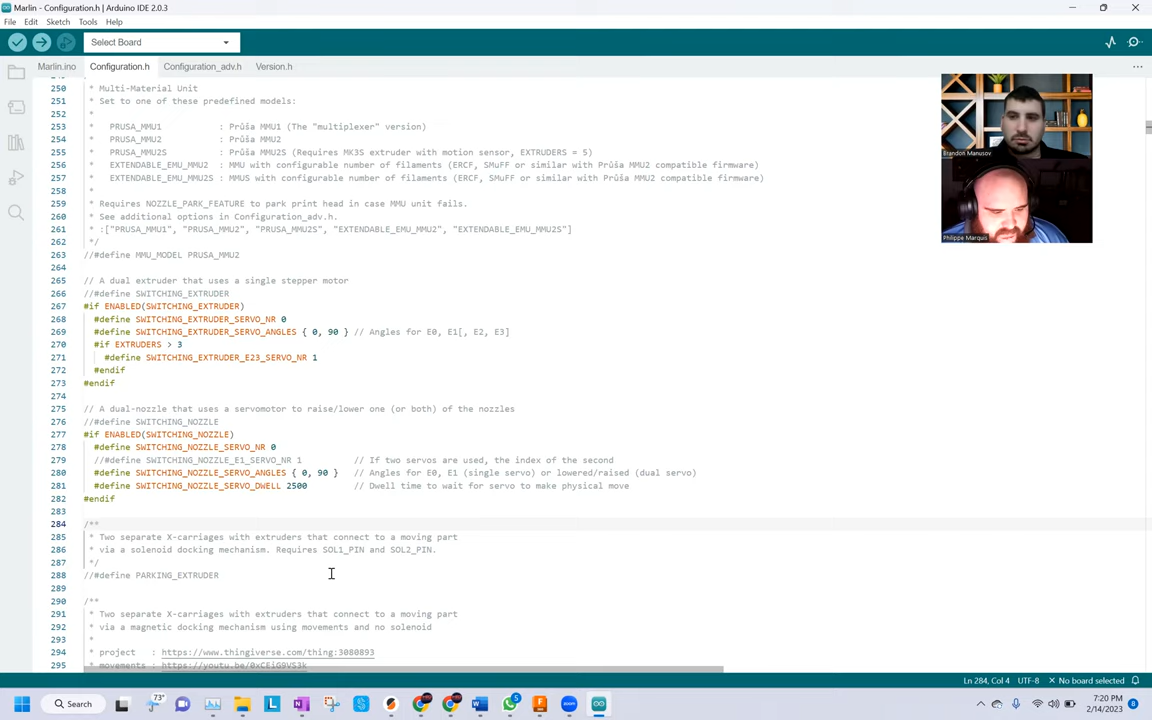 Marlin - Configuration.h | Arduino IDE 2.0.3
File Edit Sketch Tools Help
Select Board
Marlin.ino Configuration.h Configuration_adv.h Version.h
250 * Multi-Material Unit
251 * Set to one of these predefined models:
252 *
253 * PRUSA_MMU1 : Průša MMU1 (The "multiplexer" version)
254 * PRUSA_MMU2 : Průša MMU2
255 * PRUSA_MMU2S : Průša MMU2S (Requires MK3S extruder with motion sensor, EXTRUDERS = 5)
256 * EXTENDABLE_EMU_MMU2 : MMU with configurable number of filaments (ERCF, SMuFF or similar with Průša MMU2 compatible firmware)
257 * EXTENDABLE_EMU_MMU2S : MMUS with configurable number of filaments (ERCF, SMuFF or similar with Průša MMU2 compatible firmware)
258 *
259 * Requires NOZZLE_PARK_FEATURE to park print head in case MMU unit fails.
260 * See additional options in Configuration_adv.h.
261 * :["PRUSA_MMU1", "PRUSA_MMU2", "PRUSA_MMU2S", "EXTENDABLE_EMU_MMU2", "EXTENDABLE_EMU_MMU2S"]
262 */
263 //#define MMU_MODEL PRUSA_MMU2
264
265 // A dual extruder that uses a single stepper motor
266 //#define SWITCHING_EXTRUDER
267 #if ENABLED(SWITCHING_EXTRUDER)
268 #define SWITCHING_EXTRUDER_SERVO_NR 0
269 #define SWITCHING_EXTRUDER_SERVO_ANGLES { 0, 90 } // Angles for E0, E1[, E2, E3]
270 #if EXTRUDERS > 3
271 #define SWITCHING_EXTRUDER_E23_SERVO_NR 1
272 #endif
273 #endif
274
275 // A dual-nozzle that uses a servomotor to raise/lower one (or both) of the nozzles
276 //#define SWITCHING_NOZZLE
277 #if ENABLED(SWITCHING_NOZZLE)
278 #define SWITCHING_NOZZLE_SERVO_NR 0
279 //#define SWITCHING_NOZZLE_E1_SERVO_NR 1 // If two servos are used, the index of the second
280 #define SWITCHING_NOZZLE_SERVO_ANGLES { 0, 90 } // Angles for E0, E1 (single servo) or lowered/raised (dual servo)
281 #define SWITCHING_NOZZLE_SERVO_DWELL 2500 // Dwell time to wait for servo to make physical move
282 #endif
283
284 /**
285 * Two separate X-carriages with extruders that connect to a moving part
286 * via a solenoid docking mechanism. Requires SOL1_PIN and SOL2_PIN.
287 */
288 //#define PARKING_EXTRUDER
289
290 /**
291 * Two separate X-carriages with extruders that connect to a moving part
292 * via a magnetic docking mechanism using movements and no solenoid
293 *
294 * project : https://www.thingiverse.com/thing:3080893
295 * movements : https://youtu.be/0xCEiG9VS3k
Brandon Manusov
Philippe Marquis
Ln 284, Col 4 UTF-8 No board selected
Search
73°
5
7:20 PM
2/14/2023
8